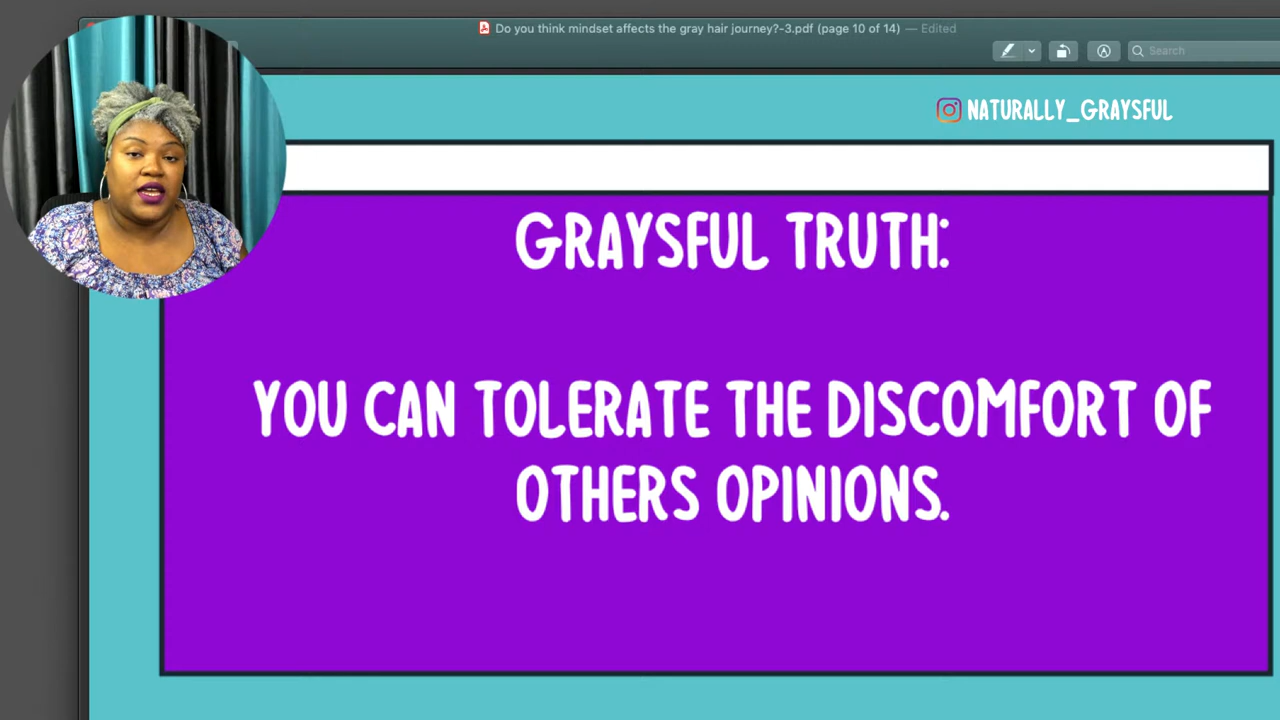 Do you think mindset affects the gray hair journey?-3.pdf (page 10 of 14) — Edited
Search
NATURALLY_GRAYSFUL
GRAYSFUL TRUTH:
YOU CAN TOLERATE THE DISCOMFORT OF
OTHERS OPINIONS.